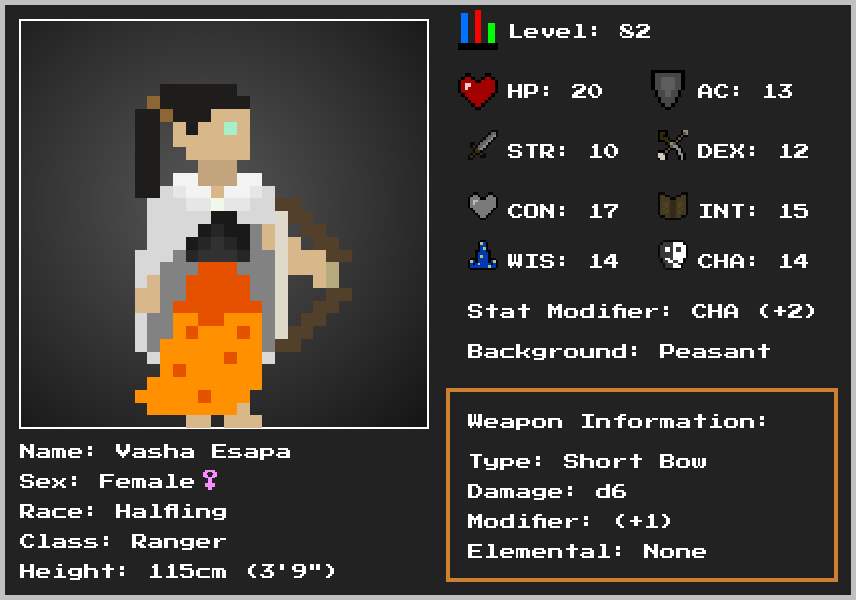 Level: 82
HP: 20 AC: 13
STR: 10 DEX: 12
CON: 17 INT: 15
WIS: 14 CHA: 14
Stat Modifier: CHA (+2)
Background: Peasant
Weapon Information:
Type: Short Bow
Damage: d6
Modifier: (+1)
Elemental: None
Name: Vasha Esapa
Sex: Female♀
Race: Halfling
Class: Ranger
Height: 115cm (3'9")